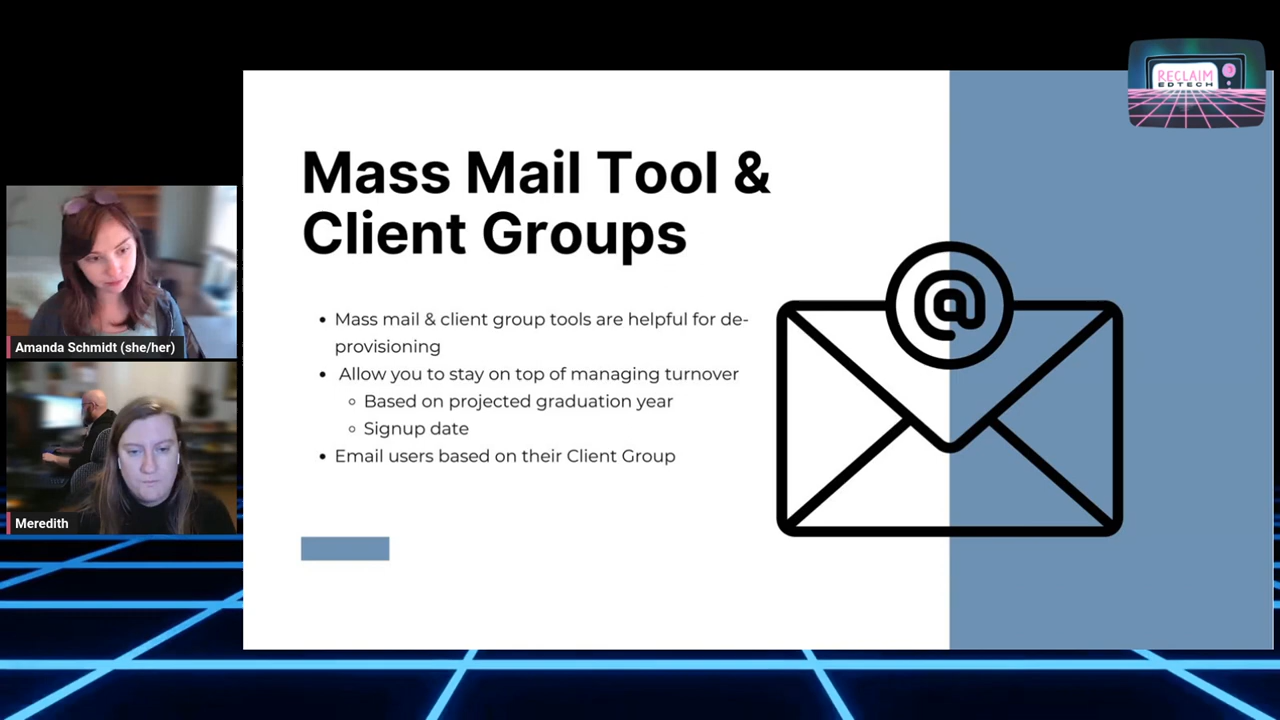 RECLAIM
EDTECH
Mass Mail Tool &
Client Groups
• Mass mail & client group tools are helpful for de-
provisioning
• Allow you to stay on top of managing turnover
◦ Based on projected graduation year
◦ Signup date
• Email users based on their Client Group
@
Amanda Schmidt (she/her)
Meredith